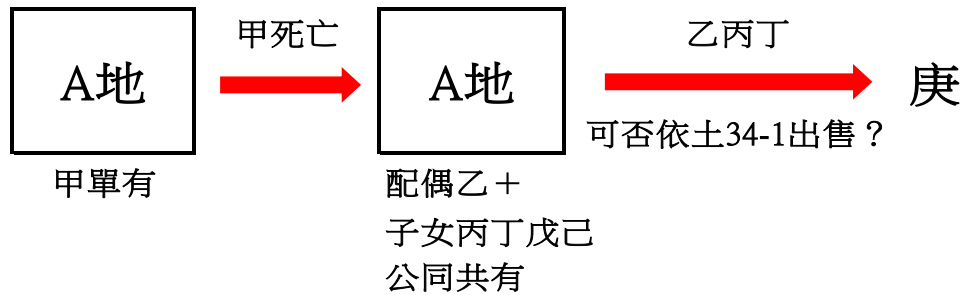 A地
甲單有
甲死亡
A地
配偶乙＋
子女丙丁戊己
公同共有
乙丙丁
可否依土34-1出售？
庚